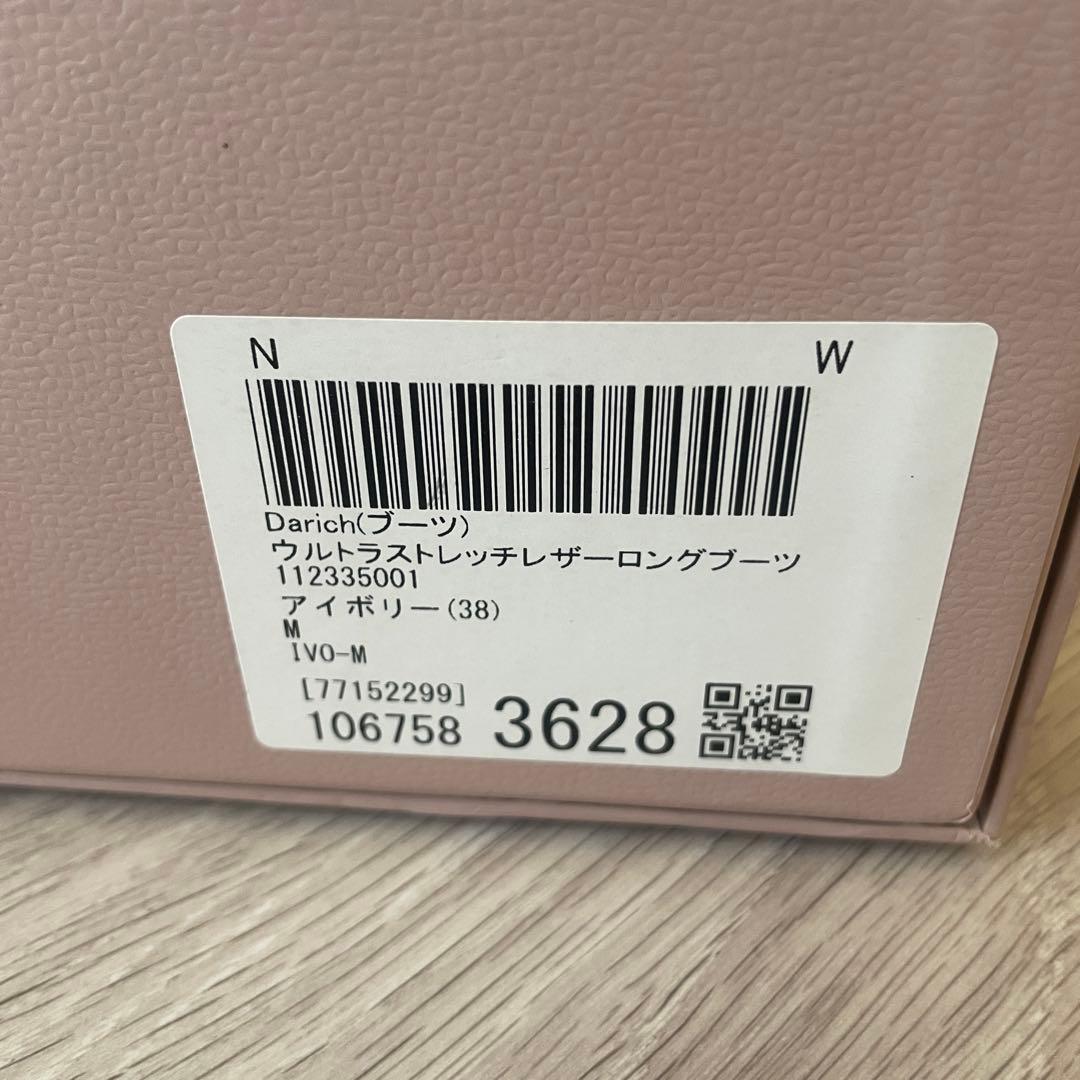 N W
Darich(ブーツ)
ウルトラストレッチレザーロングブーツ
112335001
アイボリー(38)
M
IVO-M
[77152299]
106758 3628